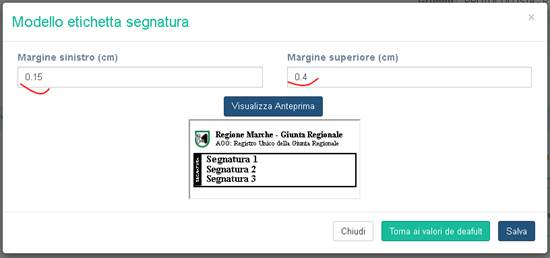 Modello etichetta segnatura
×
Margine sinistro (cm) Margine superiore (cm)
0.15 0.4
Visualizza Anteprima
Regione Marche - Giunta Regionale
AOO: Registro Unico della Giunta Regionale
Segnatura 1
Segnatura 2
Segnatura 3
Chiudi Torna ai valori de deafult Salva